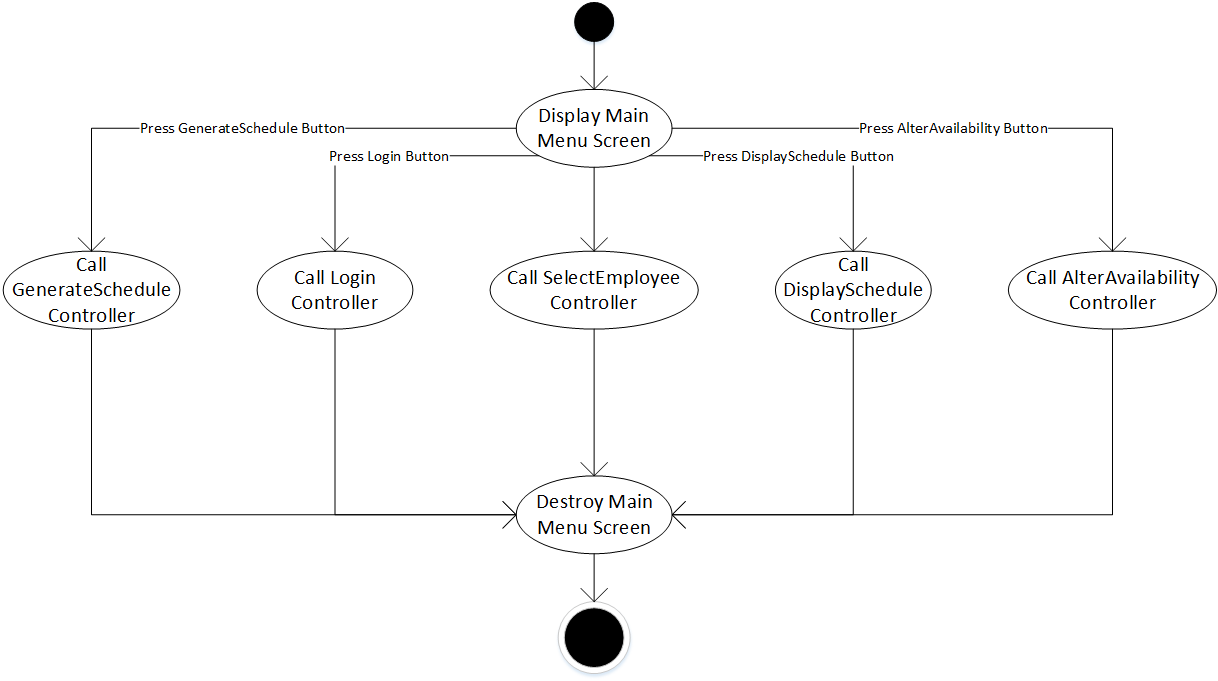 Display Main
Menu Screen
Press GenerateSchedule Button
Press AlterAvailability Button
Press Login Button
Press DisplaySchedule Button
Call
GenerateSchedule
Controller
Call Login
Controller
Call SelectEmployee
Controller
Call
DisplaySchedule
Controller
Call AlterAvailability
Controller
Destroy Main
Menu Screen